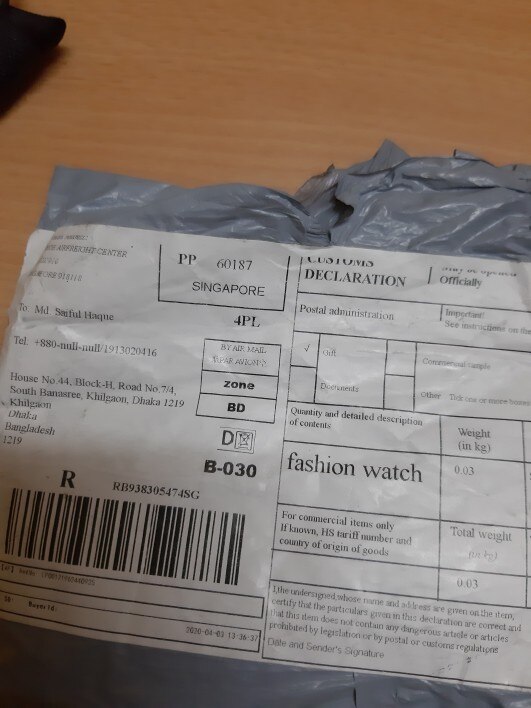 AIRFREIGHT CENTER
PP 60187
SINGAPORE
To. Md. Saiful Haque
4PL
Tel. +880-null-null/1913020416
BY AIR MAIL
PAR AVION
House No.44, Block-H, Road No.7/4,
South Banasree, Khilgaon, Dhaka 1219
Khilgaon
Dhaka
Bangladesh
1219
zone
BD
D
B-030
R
RB938305474SG
Buyer Id:
2020-04-03 13:36:37
CUSTOMS
DECLARATION
May be opened
Officially
Postal administration
Important!
See instructions on the
√ Gift
Commercial sample
Documents
Other Tick one or more boxes
Quantity and detailed description
of contents
Weight
(in kg)
fashion watch
0.03
For commercial items only
If known, HS tariff number and
country of origin of goods
Total weight
(in kg)
0.03
I,the undersigned,whose name and address are given on the item,
certify that the particulars given in this declaration are correct and
that this item does not contain any dangerous article or articles
prohibited by legislation or by postal or customs regulations
Date and Sender's Signature